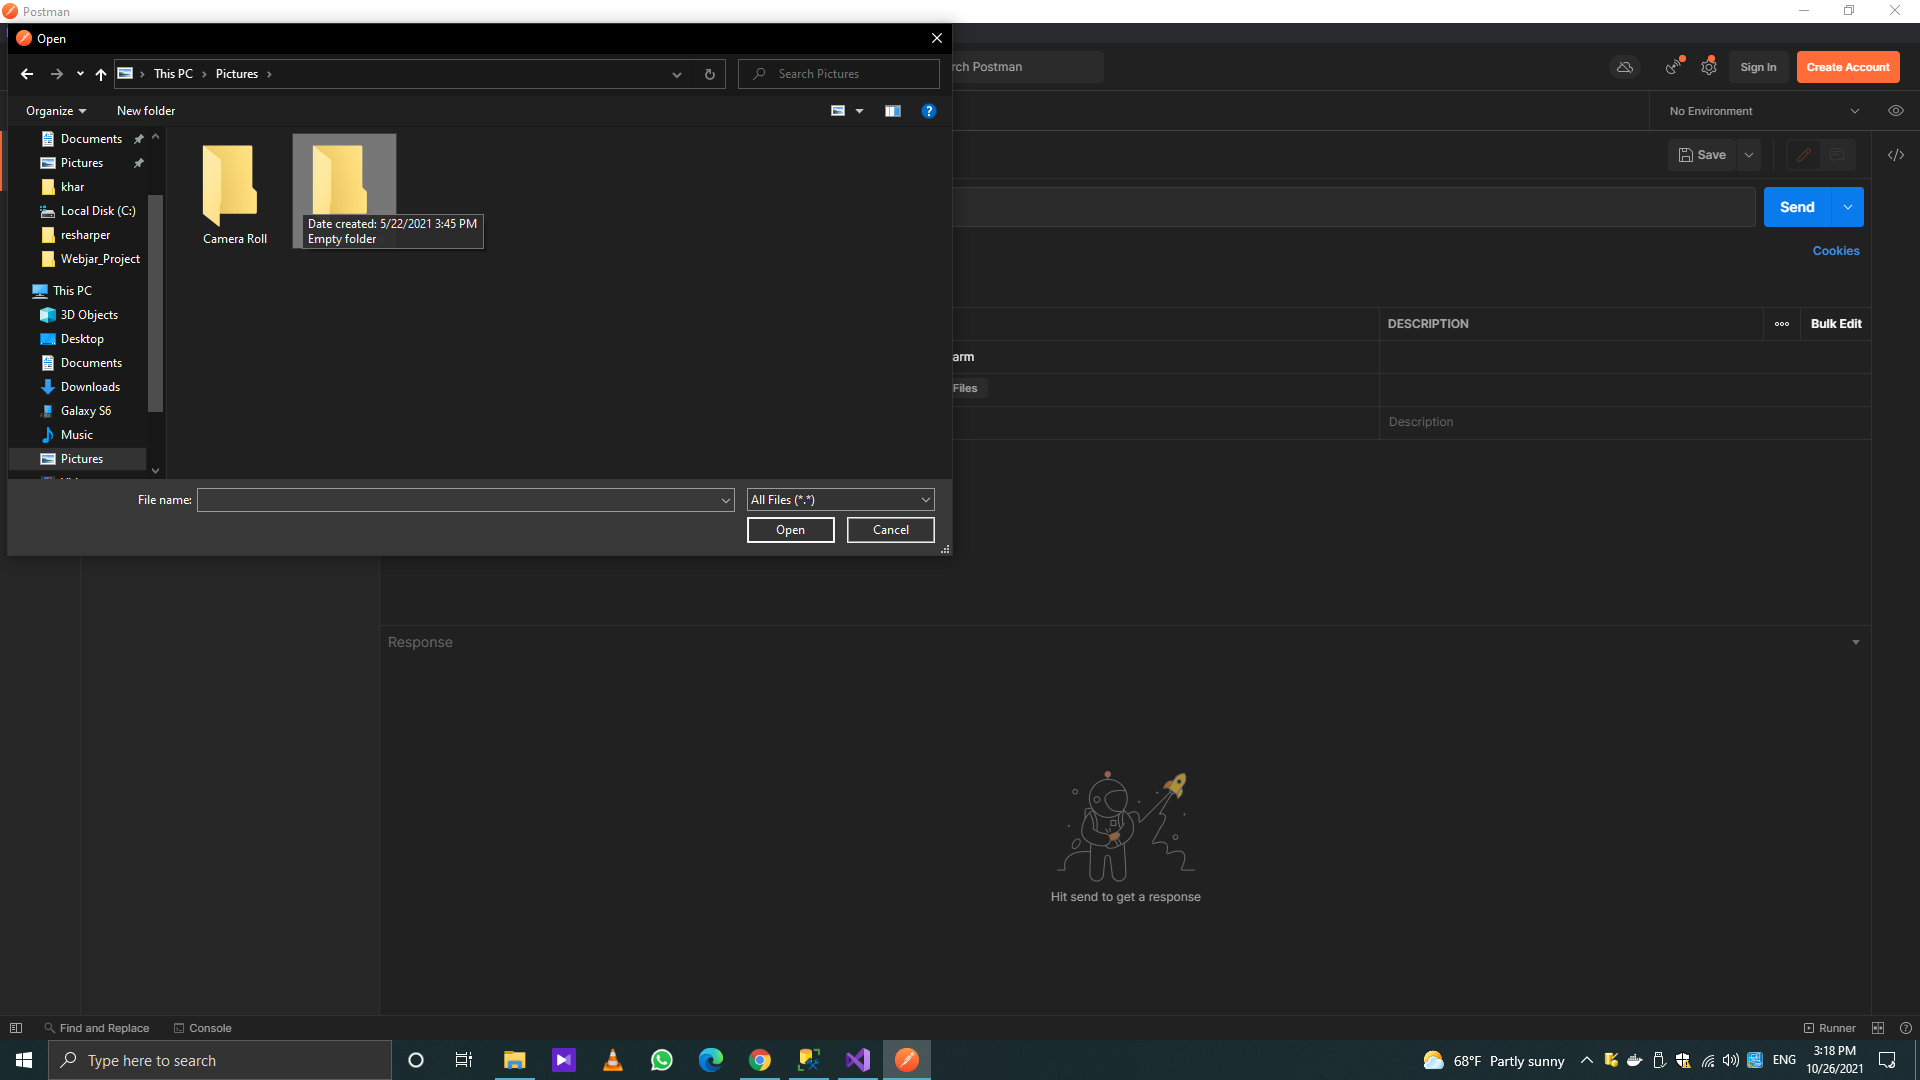 Postman
Open
This PC
Pictures
Search Pictures
rch Postman
Sign In
Create Account
Organize
New folder
No Environment
Documents
Pictures
khar
Local Disk (C:)
resharper
Webjar_Project
This PC
3D Objects
Desktop
Documents
Downloads
Galaxy S6
Music
Pictures
Camera Roll
Date created: 5/22/2021 3:45 PM
Empty folder
Save
Send
Cookies
DESCRIPTION
Bulk Edit
arm
Files
Description
File name:
All Files (*.*)
Open
Cancel
Response
Hit send to get a response
Find and Replace
Console
Runner
Type here to search
68°F Partly sunny
ENG
3:18 PM
10/26/2021